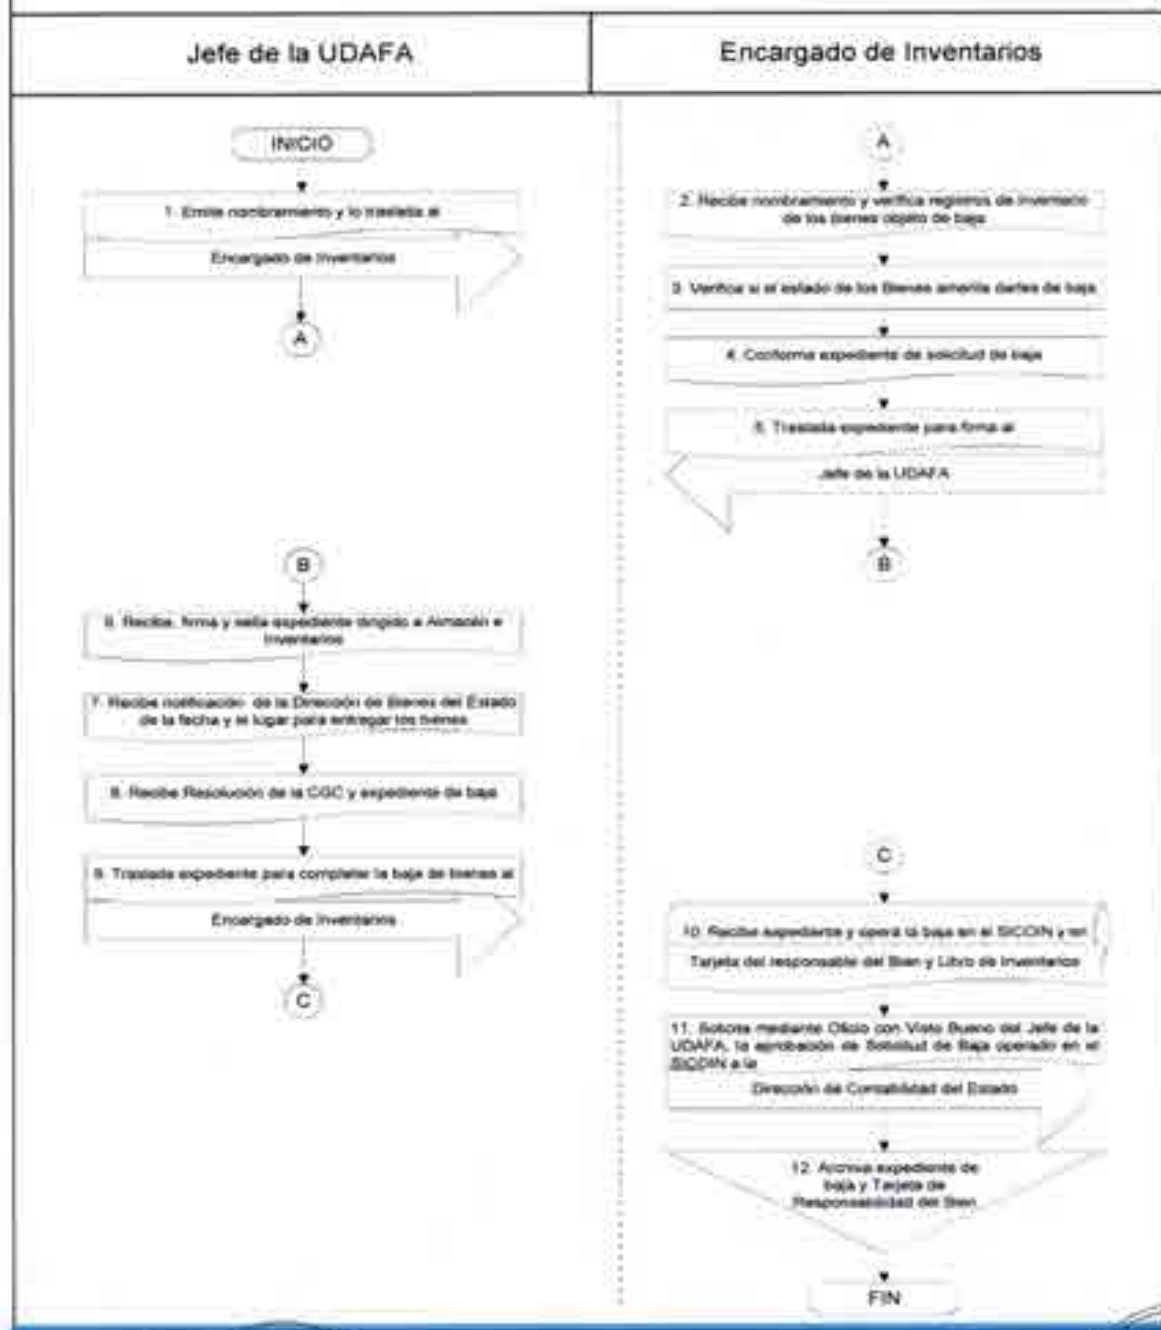 Jefe de la UDAFA
Encargado de Inventarios
INICIO
1. Emite nombramiento y lo traslada al
Encargado de Inventarios
A
A
2. Recibe nombramiento y verifica registros de inventario
de los bienes objeto de baja
3. Verifica si el estado de los Bienes amerita darles de baja
4. Conforma expediente de solicitud de baja
5. Traslada expediente para firma al
Jefe de la UDAFA
B
B
6. Recibe, firma y sella expediente dirigido a Almacén e
Inventarios
7. Recibe notificación de la Dirección de Bienes del Estado
de la fecha y el lugar para entregar los bienes
8. Recibe Resolución de la CGC y expediente de baja
9. Traslada expediente para completar la baja de bienes al
Encargado de Inventarios
C
C
10. Recibe expediente y opera la baja en el SICOIN y en
Tarjeta del responsable del Bien y Libro de Inventarios
11. Solicita mediante Oficio con Visto Bueno del Jefe de la
UDAFA, la aprobación de Solicitud de Baja operado en el
SICOIN a la
Dirección de Contabilidad del Estado
12. Archiva expediente de
baja y Tarjeta de
Responsabilidad del Bien
FIN